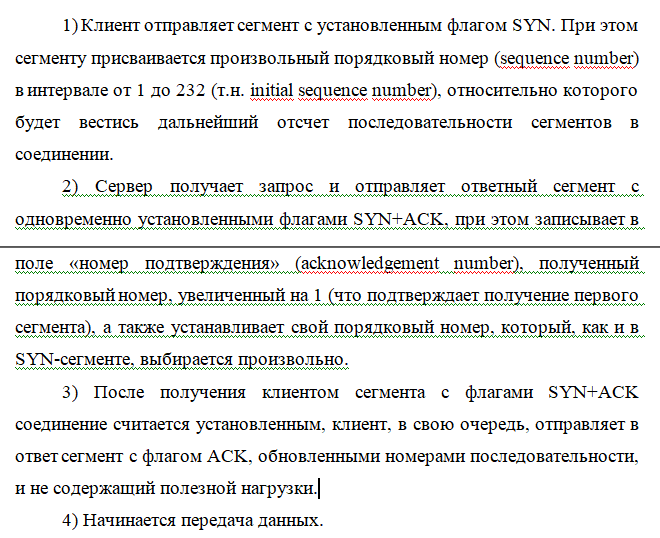 1) Клиент отправляет сегмент с установленным флагом SYN. При этом
сегменту присваивается произвольный порядковый номер (sequence number)
в интервале от 1 до 232 (т.н. initial sequence number), относительно которого
будет вестись дальнейший отсчет последовательности сегментов в
соединении.
2) Сервер получает запрос и отправляет ответный сегмент с
одновременно установленными флагами SYN+ACK, при этом записывает в
поле «номер подтверждения» (acknowledgement number), полученный
порядковый номер, увеличенный на 1 (что подтверждает получение первого
сегмента), а также устанавливает свой порядковый номер, который, как и в
SYN-сегменте, выбирается произвольно.
3) После получения клиентом сегмента с флагами SYN+ACK
соединение считается установленным, клиент, в свою очередь, отправляет в
ответ сегмент с флагом ACK, обновленными номерами последовательности,
и не содержащий полезной нагрузки.
4) Начинается передача данных.